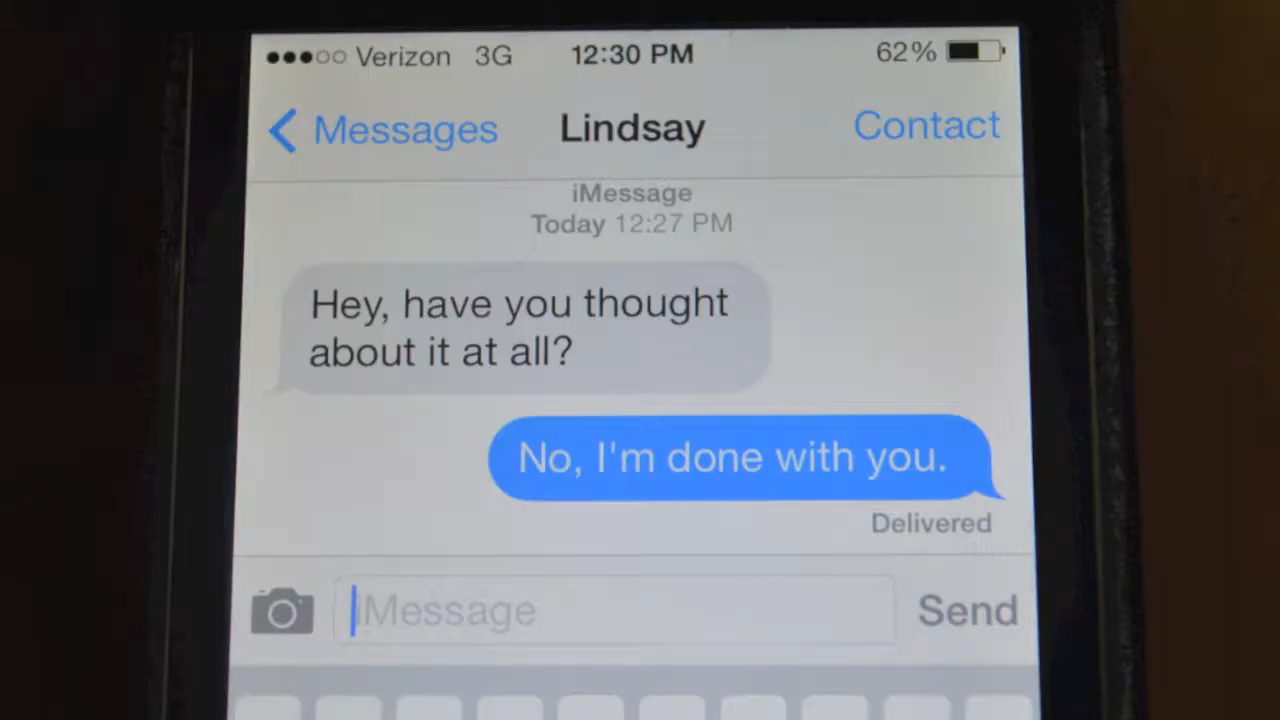 Verizon 3G 12:30 PM 62%
Messages Lindsay Contact
iMessage
Today 12:27 PM
Hey, have you thought
about it at all?
No, I'm done with you.
Delivered
iMessage Send